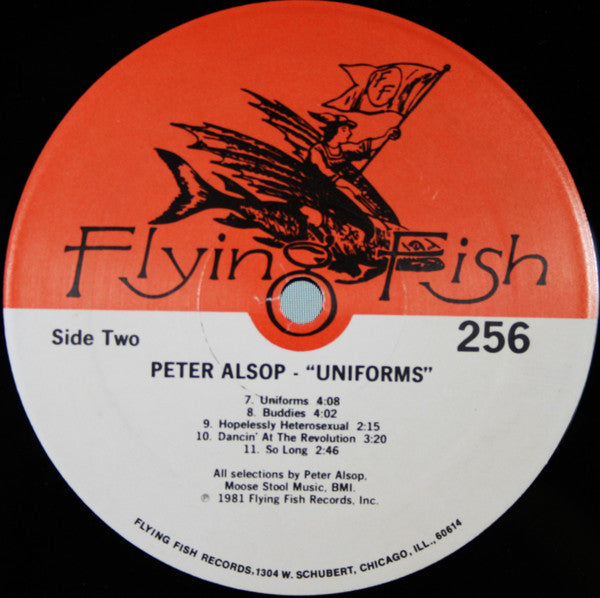 FF
Flying Fish
Side Two
256
PETER ALSOP - "UNIFORMS"
7. Uniforms 4:08
8. Buddies 4:02
9. Hopelessly Heterosexual 2:15
10. Dancin' At The Revolution 3:20
11. So Long 2:46
All selections by Peter Alsop,
Moose Stool Music, BMI.
℗ 1981 Flying Fish Records, Inc.
FLYING FISH RECORDS, 1304 W. SCHUBERT, CHICAGO, ILL., 60614